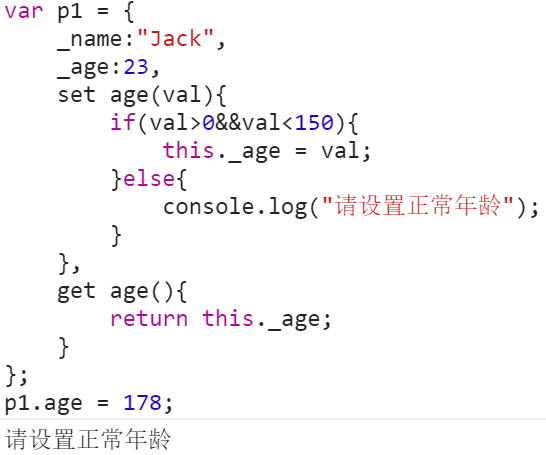 var p1 = {
    _name:"Jack",
    _age:23,
    set age(val){
        if(val>0&&val<150){
            this._age = val;
        }else{
            console.log("请设置正常年龄");
        }
    },
    get age(){
        return this._age;
    }
};
p1.age = 178;
请设置正常年龄